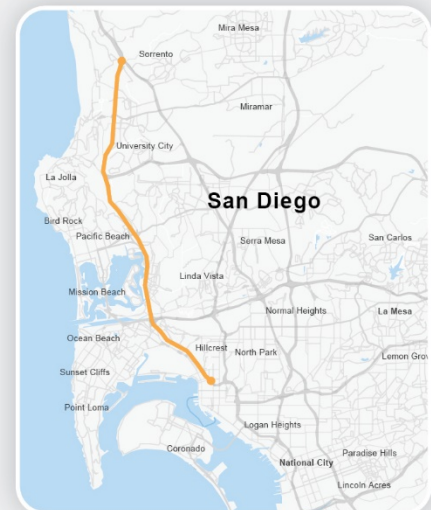 Mira Mesa
Sorrento
Miramar
University City
La Jolla
San Diego
Bird Rock
Pacific Beach
Serra Mesa
San Carlos
Linda Vista
Mission Beach
Normal Heights
La Mesa
Ocean Beach
Hillcrest
North Park
Lemon Grov
Sunset Cliffs
Point Loma
Logan Heights
Coronado
Paradise Hills
National City
Lincoln Acres